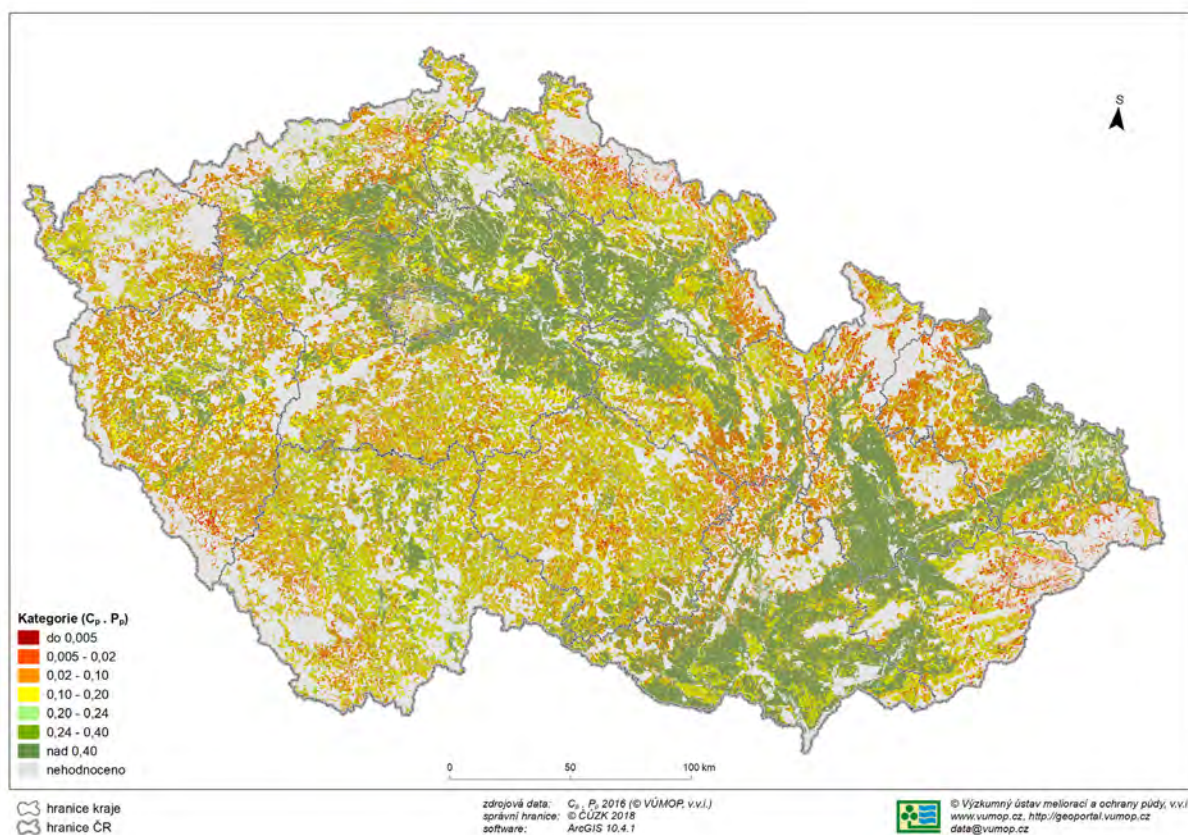 S
Kategorie (Cₚ . Pₚ)
do 0,005
0,005 - 0,02
0,02 - 0,10
0,10 - 0,20
0,20 - 0,24
0,24 - 0,40
nad 0,40
nehodnoceno
0 50 100 km
hranice kraje
hranice ČR
zdrojová data: Cₚ . Pₚ 2016 (© VÚMOP, v.v.i.)
správní hranice: © ČÚZK 2018
software: ArcGIS 10.4.1
© Výzkumný ústav meliorací a ochrany půdy, v.v.i
www.vumop.cz, http://geoportal.vumop.cz
data@vumop.cz